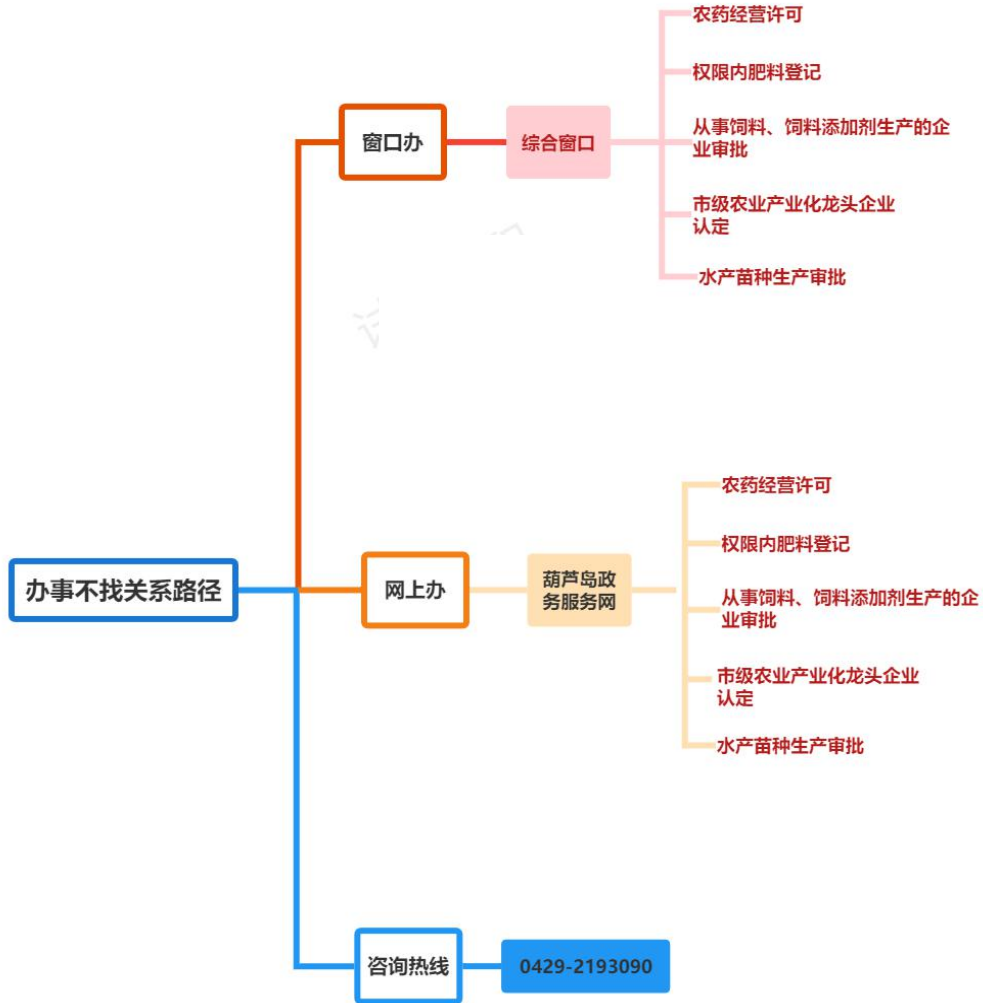 农药经营许可
权限内肥料登记
窗口办
综合窗口
从事饲料、饲料添加剂生产的企
业审批
市级农业产业化龙头企业
认定
水产苗种生产审批
办事不找关系路径
网上办
葫芦岛政
务服务网
农药经营许可
权限内肥料登记
从事饲料、饲料添加剂生产的企
业审批
市级农业产业化龙头企业
认定
水产苗种生产审批
咨询热线
0429-2193090